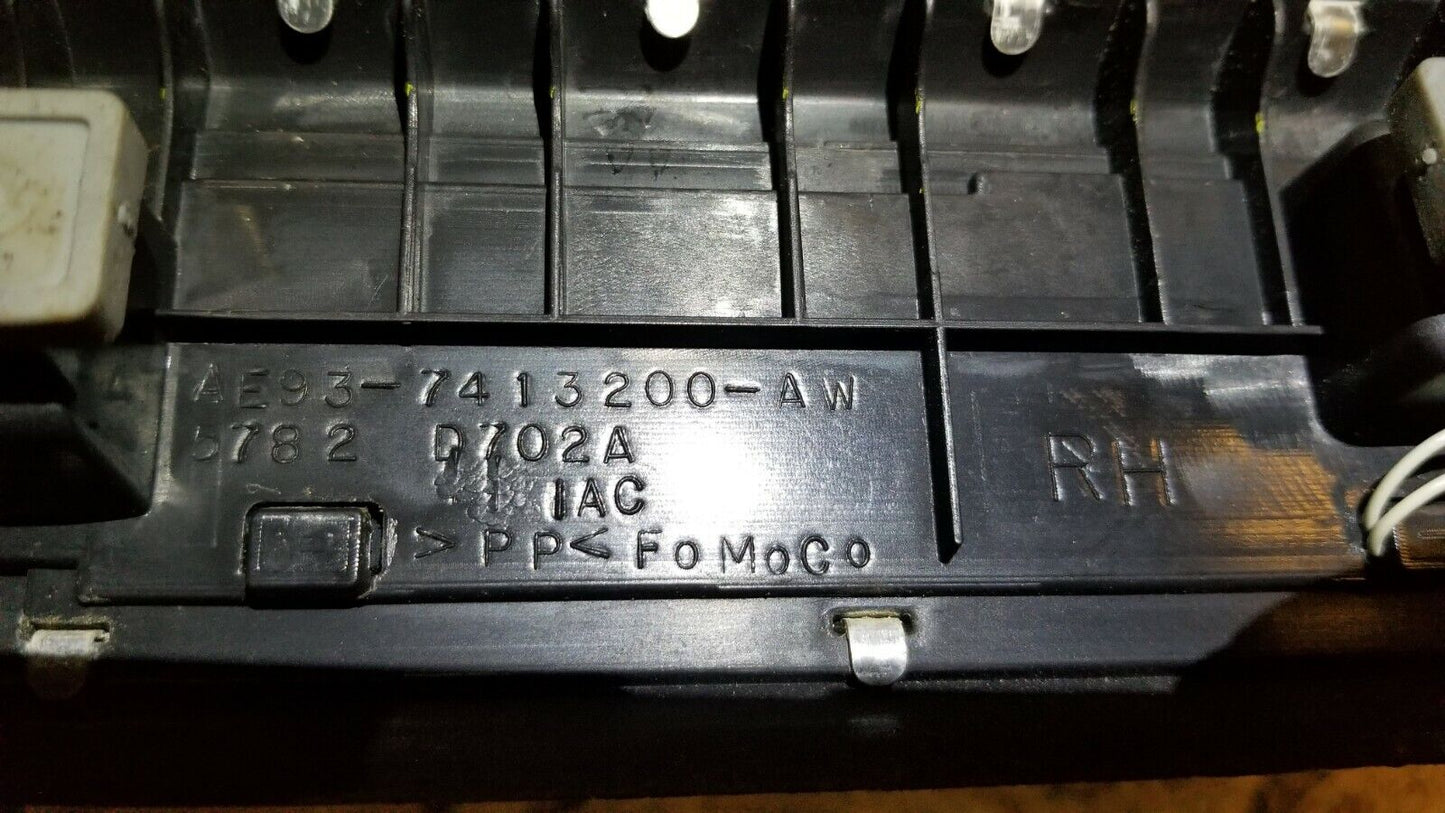 AE93-7413200-AW
5782 D702A
RH
IAC
>PP< FoMoCo